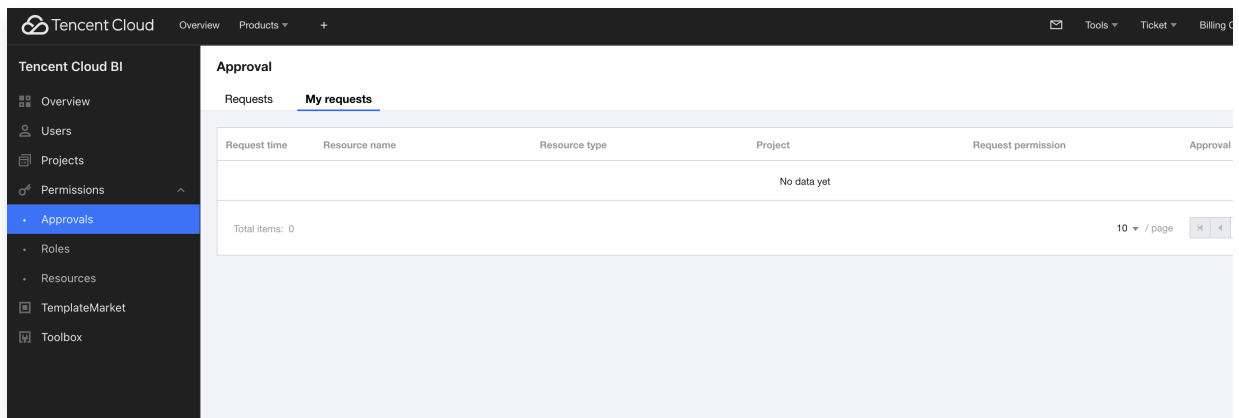 Tencent Cloud Overview Products + Tools Ticket Billing
Tencent Cloud BI
Overview
Users
Projects
Permissions
Approvals
Roles
Resources
TemplateMarket
Toolbox
Approval
Requests My requests
Request time Resource name Resource type Project Request permission Approval
No data yet
Total items: 0 10 / page